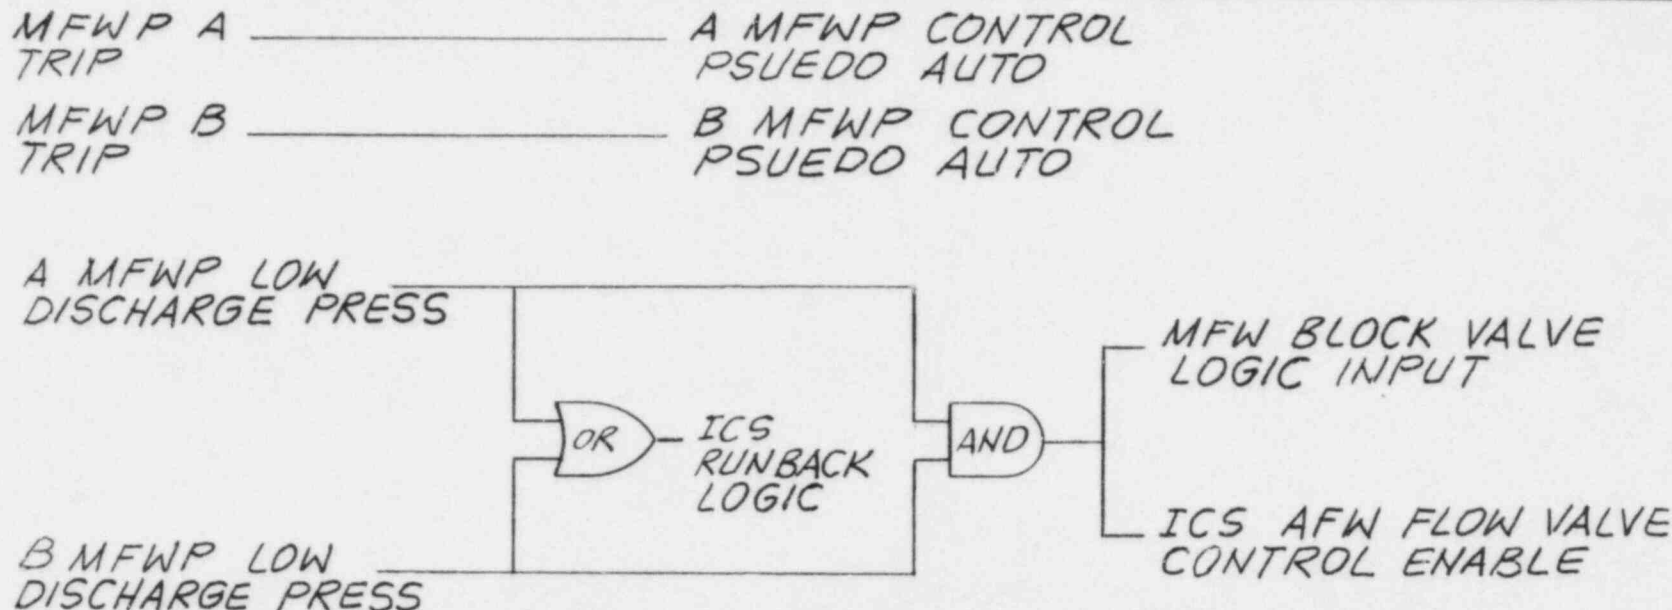 MFWP A
TRIP
A MFWP CONTROL
PSUEDO AUTO
MFWP B
TRIP
B MFWP CONTROL
PSUEDO AUTO
A MFWP LOW
DISCHARGE PRESS
OR
ICS
RUNBACK
LOGIC
AND
MFW BLOCK VALVE
LOGIC INPUT
ICS AFW FLOW VALVE
CONTROL ENABLE
B MFWP LOW
DISCHARGE PRESS